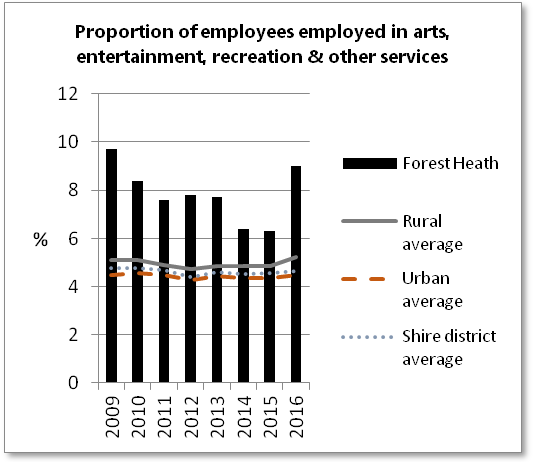 Proportion of employees employed in arts,
entertainment, recreation & other services
12
10
8
6
4
2
0
%
2009
2010
2011
2012
2013
2014
2015
2016
Forest Heath
Rural
average
Urban
average
Shire district
average